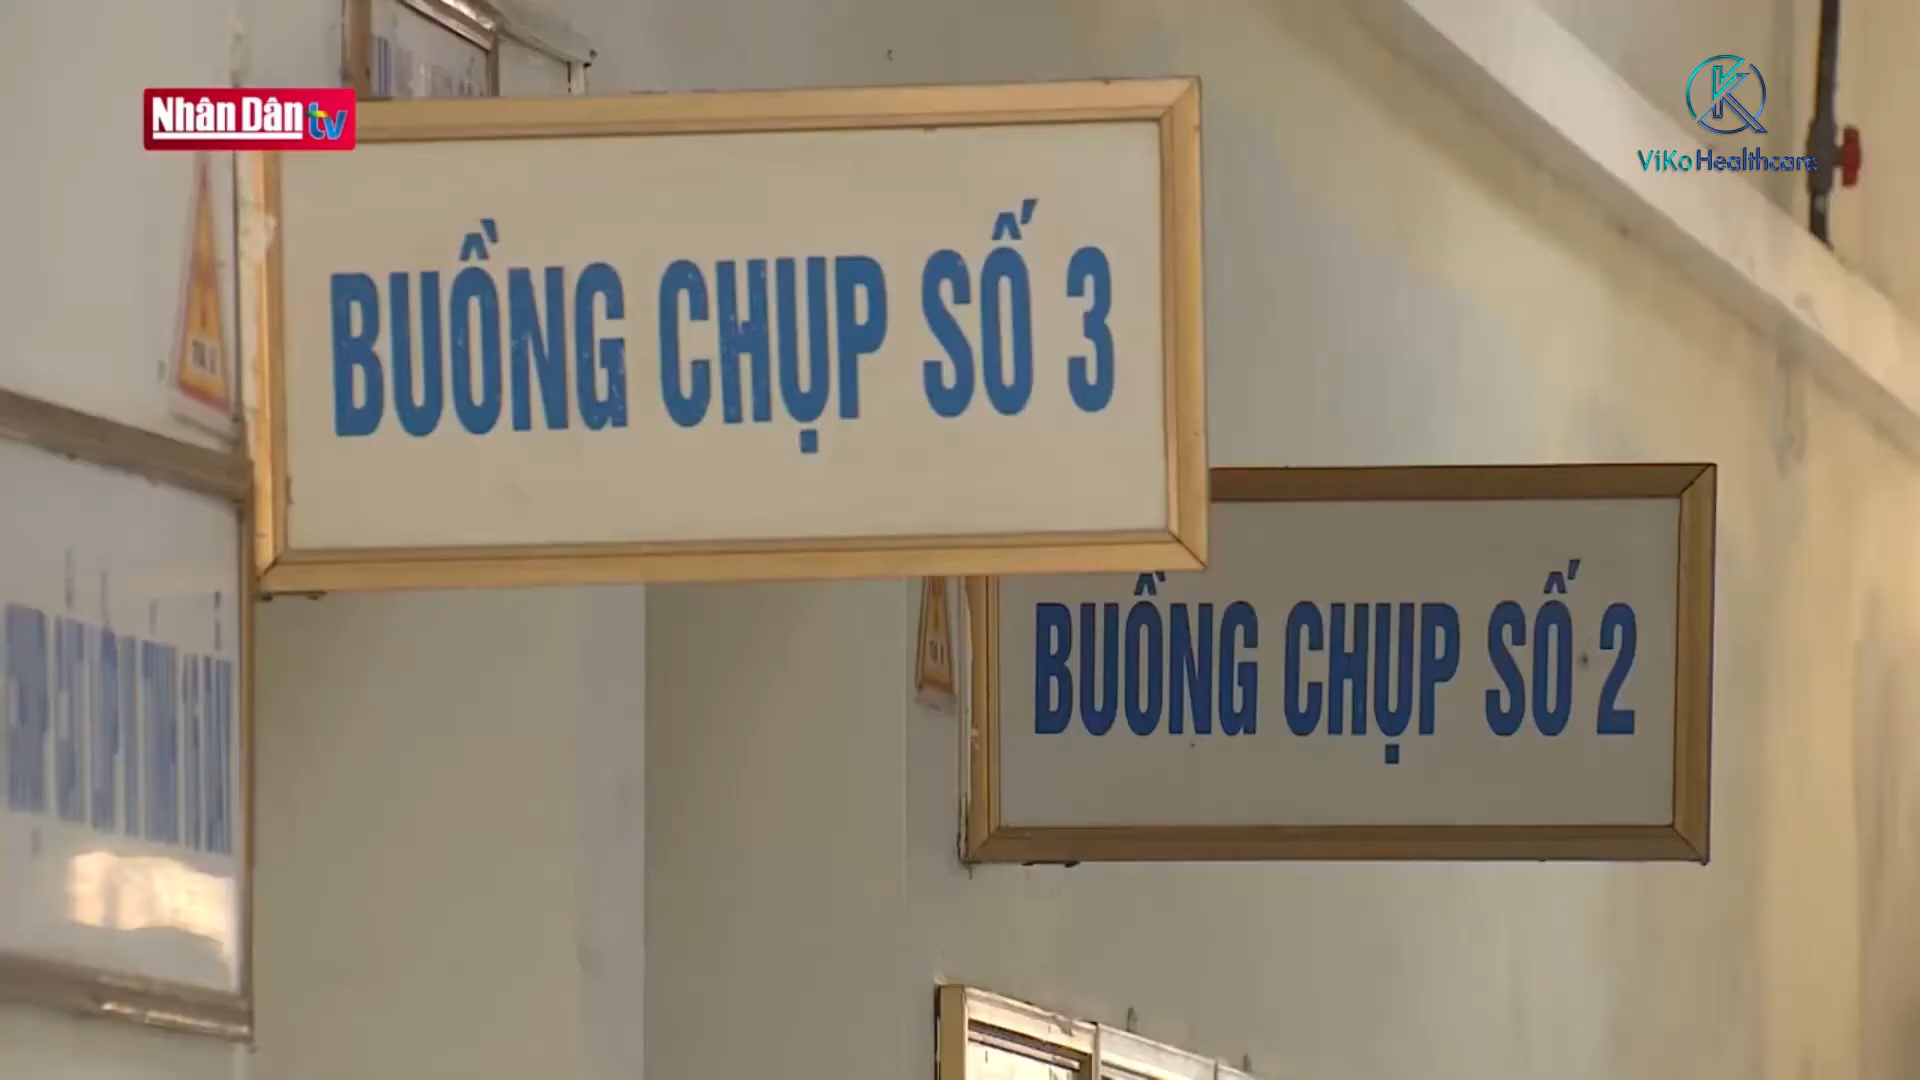 Nhân Dân tv
ViKo Healthcare
BUỒNG CHỤP SỐ 3
BUỒNG CHỤP SỐ 2